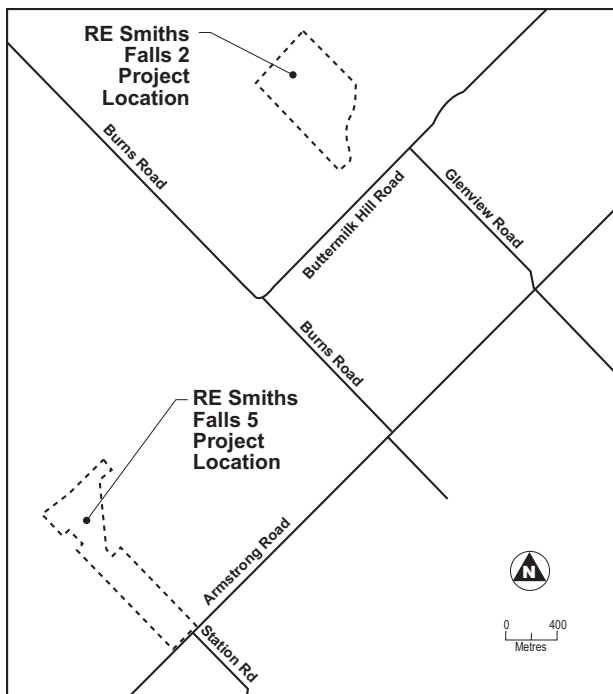 RE Smiths
Falls 2
Project
Location
Burns Road
Buttermilk Hill Road
Glenview Road
Burns Road
RE Smiths
Falls 5
Project
Location
Armstrong Road
Station Rd
N
0 400
Metres